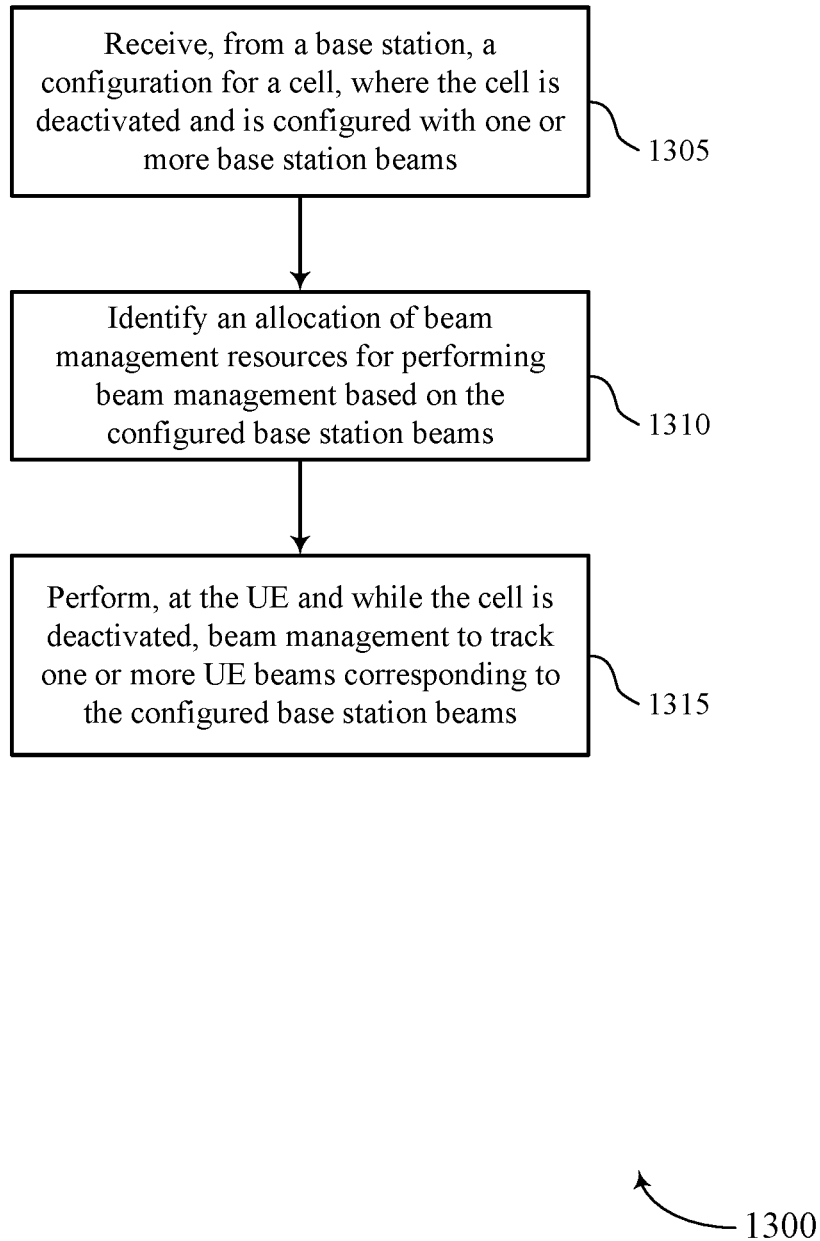 Receive, from a base station, a
configuration for a cell, where the cell is
deactivated and is configured with one or
more base station beams
1305
Identify an allocation of beam
management resources for performing
beam management based on the
configured base station beams
1310
Perform, at the UE and while the cell is
deactivated, beam management to track
one or more UE beams corresponding to
the configured base station beams
1315
1300